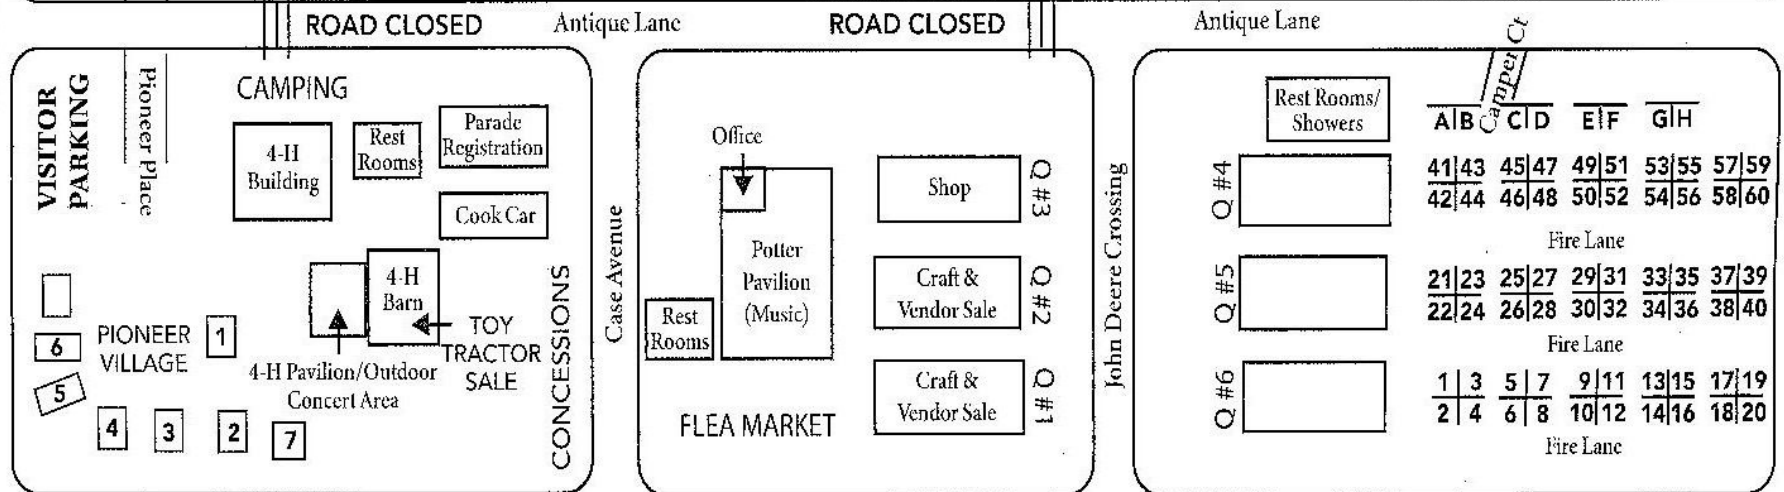 ROAD CLOSED
Antique Lane
ROAD CLOSED
Antique Lane
VISITOR
PARKING
Pioneer Place
CAMPING
4-H
Building
Rest
Rooms
Parade
Registration
Cook Car
4-H
Barn
TOY
TRACTOR
SALE
4-H Pavilion/Outdoor
Concert Area
PIONEER
VILLAGE
1
6
5
4
3
2
7
CONCESSIONS
Case Avenue
Office
Potter
Pavilion
(Music)
Rest
Rooms
FLEA MARKET
Shop
Q #3
Craft &
Vendor Sale
Q #2
Craft &
Vendor Sale
Q #1
John Deere Crossing
Rest Rooms/
Showers
Camper Ct
A|B C|D E|F G|H
Q #4
41|43 45|47 49|51 53|55 57|59
42|44 46|48 50|52 54|56 58|60
Fire Lane
Q #5
21|23 25|27 29|31 33|35 37|39
22|24 26|28 30|32 34|36 38|40
Fire Lane
Q #6
1|3 5|7 9|11 13|15 17|19
2|4 6|8 10|12 14|16 18|20
Fire Lane